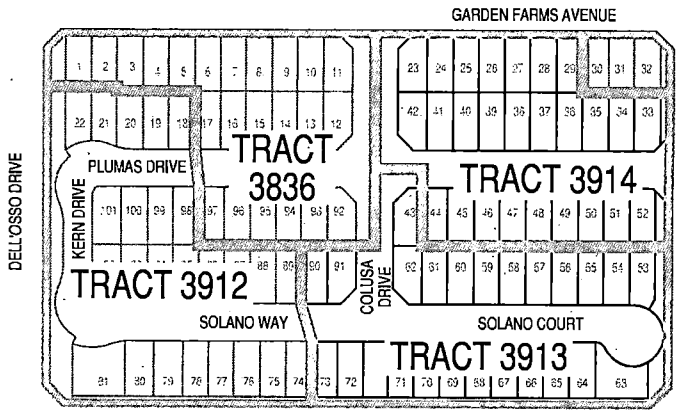 GARDEN FARMS AVENUE
1 2 3 4 5 6 7 8 9 10 11
23 24 25 26 27 28 29 30 31 32
22 21 20 19 18 17 16 15 14 13 12
42 41 40 39 38 37 36 35 34 33
DELL'OSSO DRIVE
PLUMAS DRIVE
TRACT
3836
TRACT 3914
KERN DRIVE
101 100 99 98 97 96 95 94 93 92
43 44 45 46 47 48 49 50 51 52
88 89 90 91
62 61 60 59 58 57 56 55 54 53
TRACT 3912
COLUSA
DRIVE
SOLANO WAY
SOLANO COURT
TRACT 3913
81 80 79 78 77 76 75 74 73 72 71 70 69 68 67 66 65 64 63